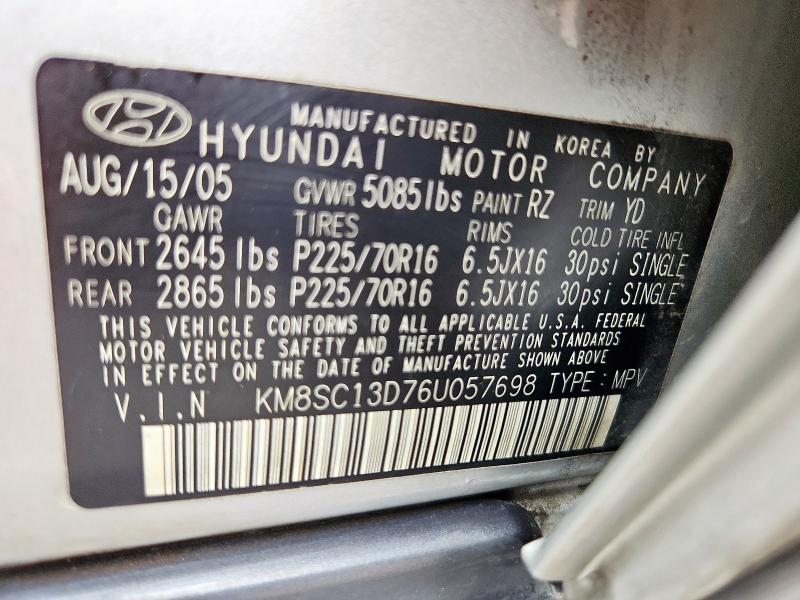 MANUFACTURED IN KOREA BY
HYUNDAI MOTOR COMPANY
AUG/15/05 GVWR 5085lbs PAINT RZ TRIM YD
GAWR TIRES RIMS COLD TIRE INFL
FRONT 2645 lbs P225/70R16 6.5JX16 30psi SINGLE
REAR 2865 lbs P225/70R16 6.5JX16 30psi SINGLE
THIS VEHICLE CONFORMS TO ALL APPLICABLE U.S.A. FEDERAL
MOTOR VEHICLE SAFETY AND THEFT PREVENTION STANDARDS
IN EFFECT ON THE DATE OF MANUFACTURE SHOWN ABOVE
V.I.N KM8SC13D76U057698 TYPE : MPV